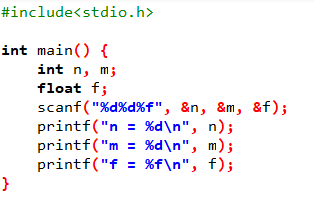 #include<stdio.h>
int main() {
int n, m;
float f;
scanf("%d%d%f", &n, &m, &f);
printf("n = %d\n", n);
printf("m = %d\n", m);
printf("f = %f\n", f);
}